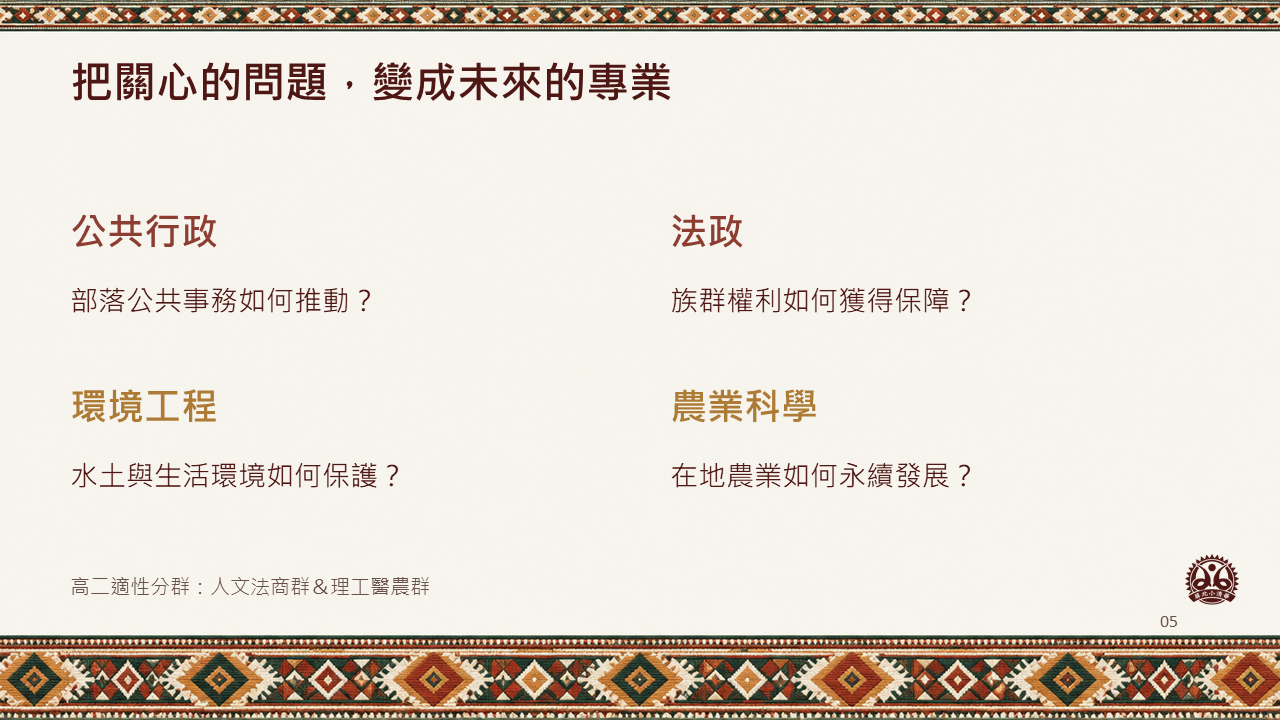 把關心的問題，變成未來的專業
公共行政
部落公共事務如何推動？
法政
族群權利如何獲得保障？
環境工程
水土與生活環境如何保護？
農業科學
在地農業如何永續發展？
高二適性分群：人文法商群＆理工醫農群
05